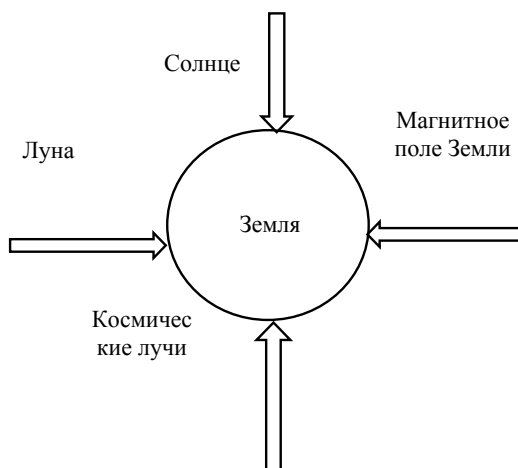 Солнце
Магнитное
поле Земли
Луна
Земля
Космичес
кие лучи